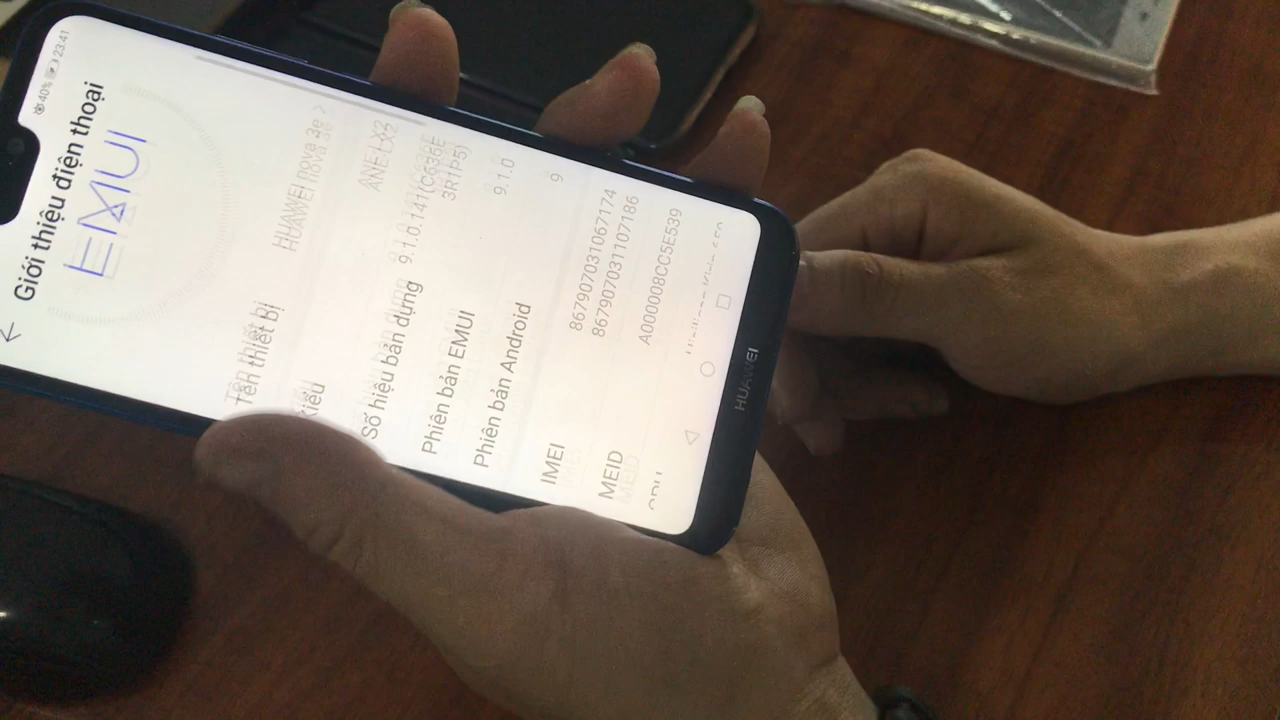 40% 23:41
Giới thiệu điện thoại
EMUI
Tên thiết bị HUAWEI nova 3e
ANE-LX2
Số hiệu bản dựng 9.1.0.141(C636E
3R1P5)
Phiên bản EMUI 9.1.0
Phiên bản Android 9
IMEI 867907031067174
867907031107186
MEID A000008CC5E539
HUAWEI